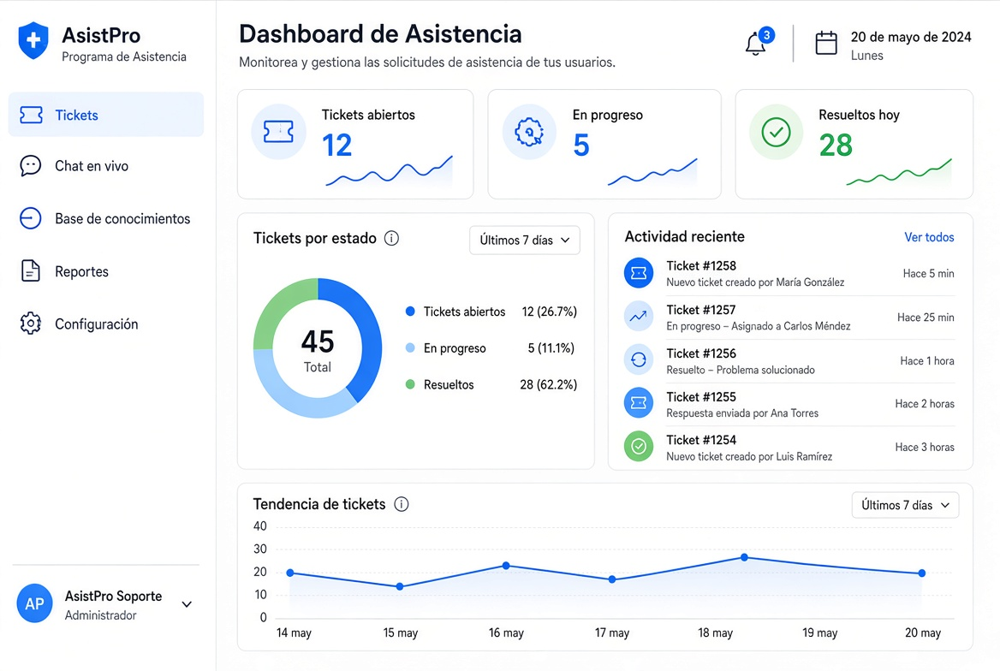 AsistPro
Programa de Asistencia
Tickets
Chat en vivo
Base de conocimientos
Reportes
Configuración
AP
AsistPro Soporte
Administrador
Dashboard de Asistencia
Monitorea y gestiona las solicitudes de asistencia de tus usuarios.
3
20 de mayo de 2024
Lunes
Tickets abiertos
12
En progreso
5
Resueltos hoy
28
Tickets por estado
Últimos 7 días
45
Total
Tickets abiertos 12 (26.7%)
En progreso 5 (11.1%)
Resueltos 28 (62.2%)
Actividad reciente
Ver todos
Ticket #1258
Nuevo ticket creado por María González
Hace 5 min
Ticket #1257
En progreso – Asignado a Carlos Méndez
Hace 25 min
Ticket #1256
Resuelto – Problema solucionado
Hace 1 hora
Ticket #1255
Respuesta enviada por Ana Torres
Hace 2 horas
Ticket #1254
Nuevo ticket creado por Luis Ramírez
Hace 3 horas
Tendencia de tickets
Últimos 7 días
40
30
20
10
0
14 may 15 may 16 may 17 may 18 may 19 may 20 may